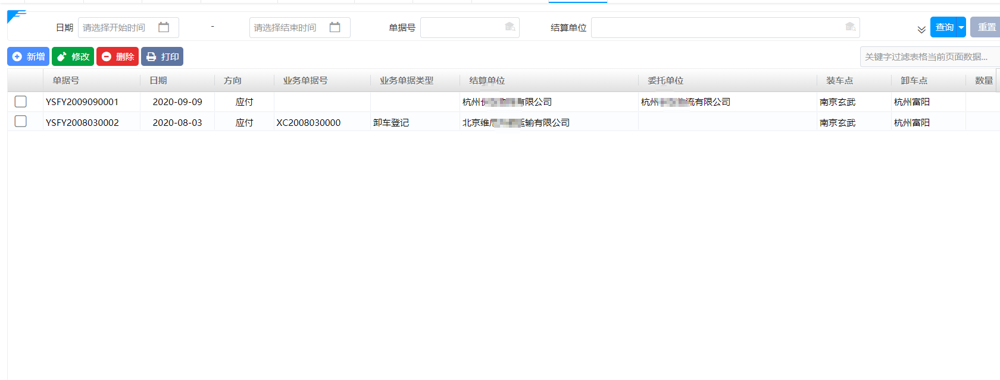 日期 请选择开始时间 - 请选择结束时间 单据号 结算单位 查询 重置
新增 修改 删除 打印 关键字过滤表格当前页面数据...
单据号 日期 方向 业务单据号 业务单据类型 结算单位 委托单位 装车点 卸车点 数量
YSFY2009090001 2020-09-09 应付 杭州 有限公司 杭州 流有限公司 南京玄武 杭州富阳
YSFY2008030002 2020-08-03 应付 XC2008030000 卸车登记 北京维 运输有限公司 南京玄武 杭州富阳